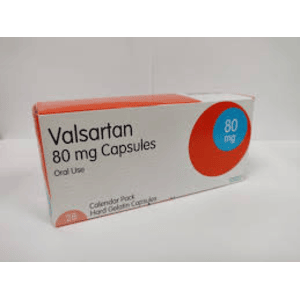 Valsartan
80 mg Capsules
Oral Use
80
mg
28
Calendar Pack
Hard Gelatin Capsules